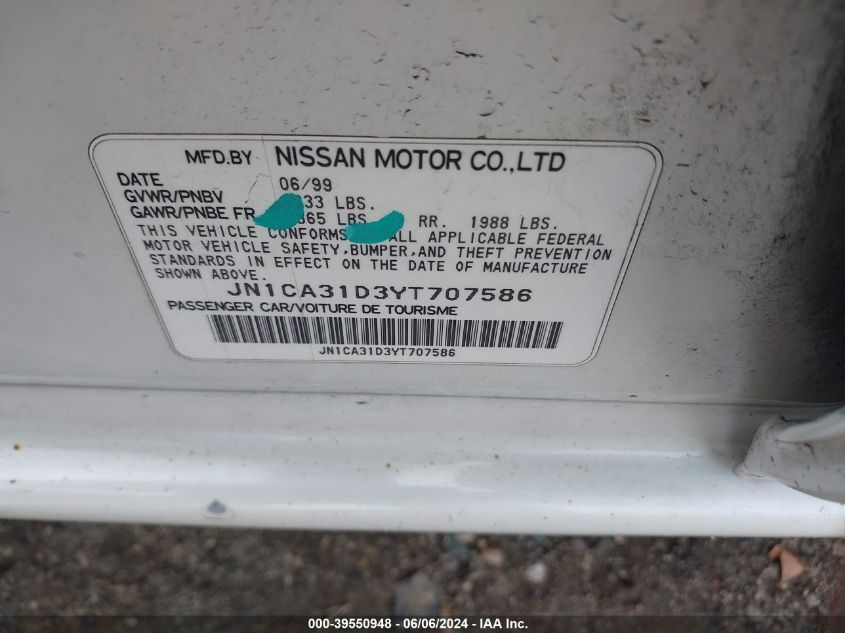 MFD.BY NISSAN MOTOR CO.,LTD
DATE 06/99
GVWR/PNBV 33 LBS.
GAWR/PNBE FR 65 LBS RR. 1988 LBS.
THIS VEHICLE CONFORMS ALL APPLICABLE FEDERAL
MOTOR VEHICLE SAFETY,BUMPER,AND THEFT PREVENTION
STANDARDS IN EFFECT ON THE DATE OF MANUFACTURE
SHOWN ABOVE.
JN1CA31D3YT707586
PASSENGER CAR/VOITURE DE TOURISME
JN1CA31D3YT707586
000-39550948 - 06/06/2024 - IAA Inc.